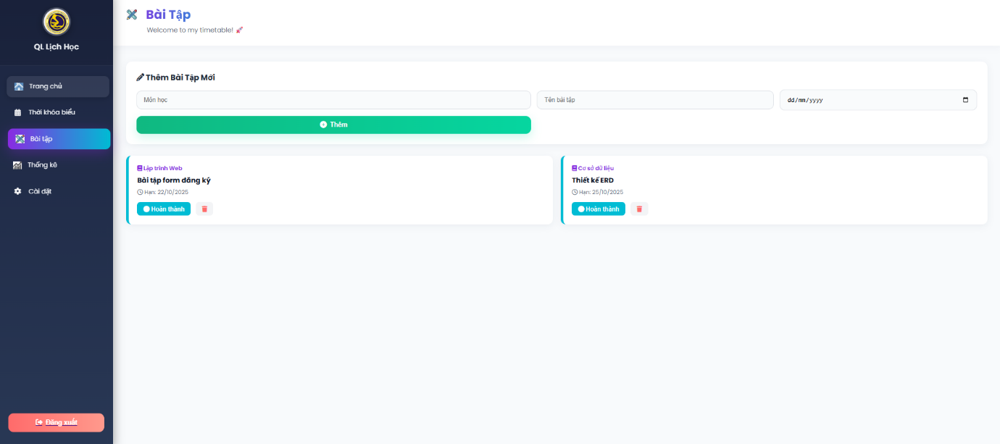 QL Lịch Học
Trang chủ
Thời khóa biểu
Bài tập
Thống kê
Cài đặt
Đăng xuất
Bài Tập
Welcome to my timetable! 🚀
Thêm Bài Tập Mới
Môn học
Tên bài tập
dd/mm/yyyy
Thêm
Lập trình Web
Bài tập form đăng ký
Hạn: 22/10/2025
Hoàn thành
Cơ sở dữ liệu
Thiết kế ERD
Hạn: 25/10/2025
Hoàn thành